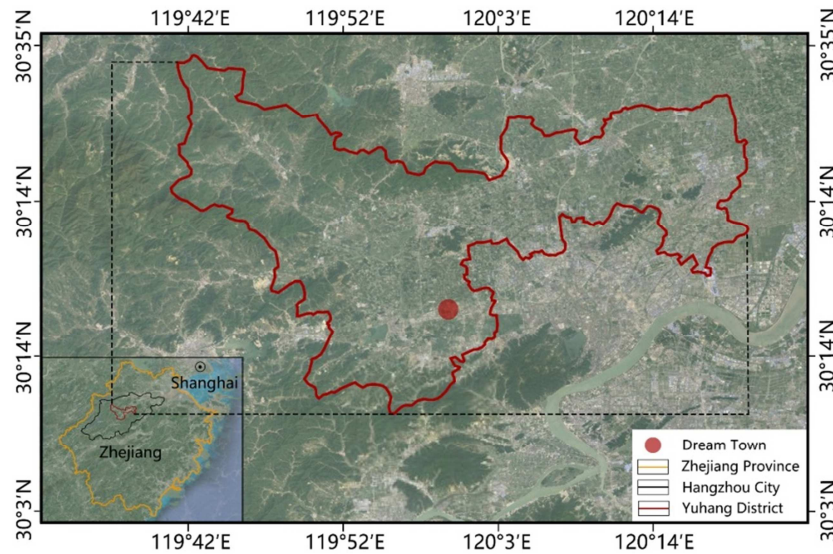 119°42′E 119°52′E 120°3′E 120°14′E
30°35′N 30°35′N
30°14′N 30°14′N
30°14′N 30°14′N
30°3′N 30°3′N
Shanghai
Zhejiang
Dream Town
Zhejiang Province
Hangzhou City
Yuhang District
119°42′E 119°52′E 120°3′E 120°14′E